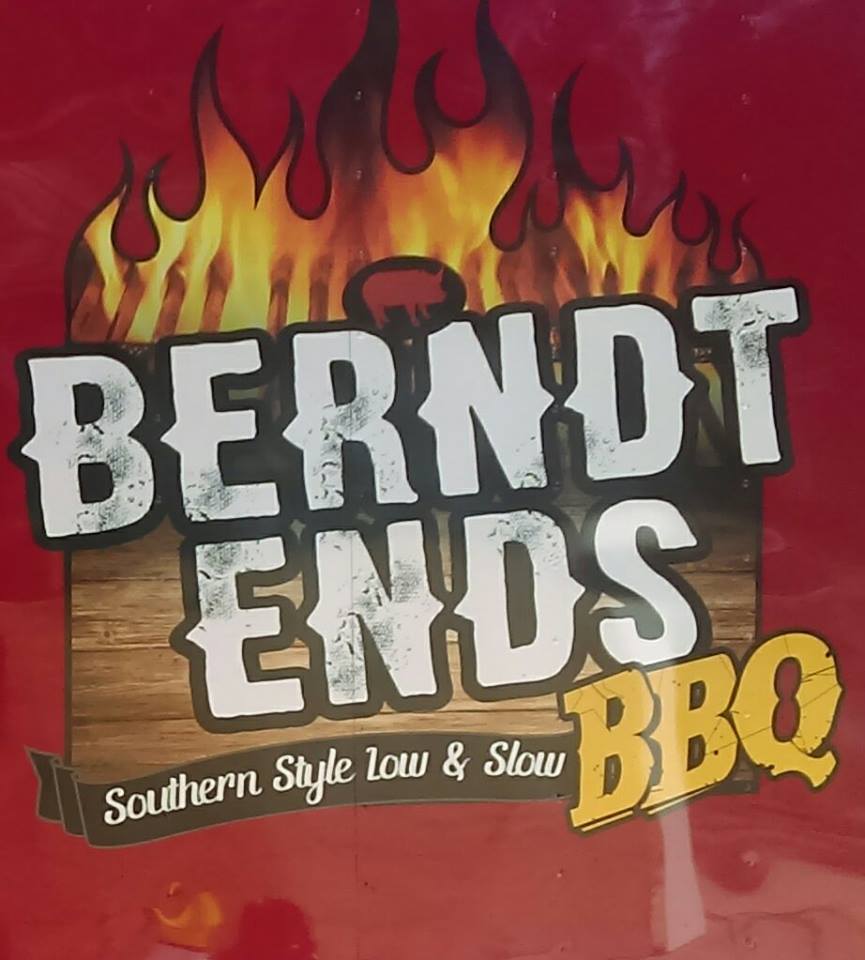 BERNDT
ENDS
BBQ
Southern Style Low & Slow